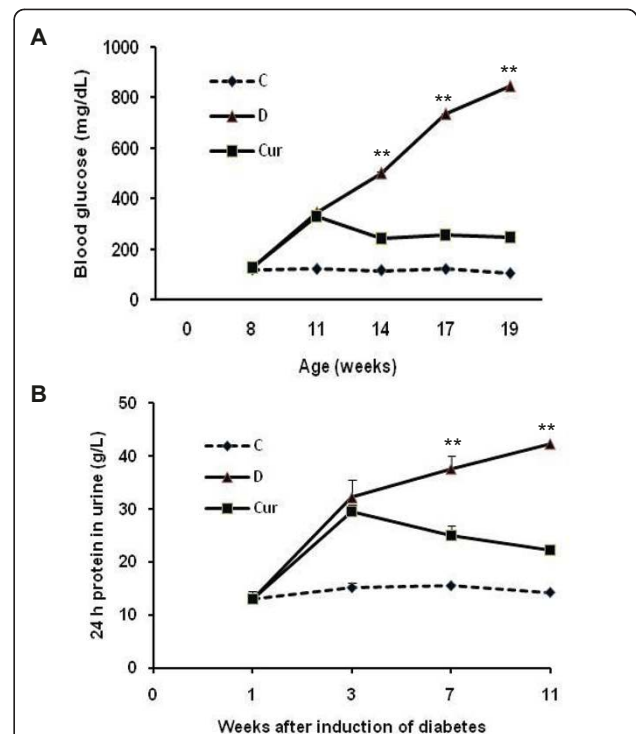 A
Blood glucose (mg/dL)
1000
800
600
400
200
0
C
D
Cur
**
**
**
0 8 11 14 17 19
Age (weeks)
B
24 h protein in urine (g/L)
50
40
30
20
10
0
C
D
Cur
**
**
0 1 3 7 11
Weeks after induction of diabetes